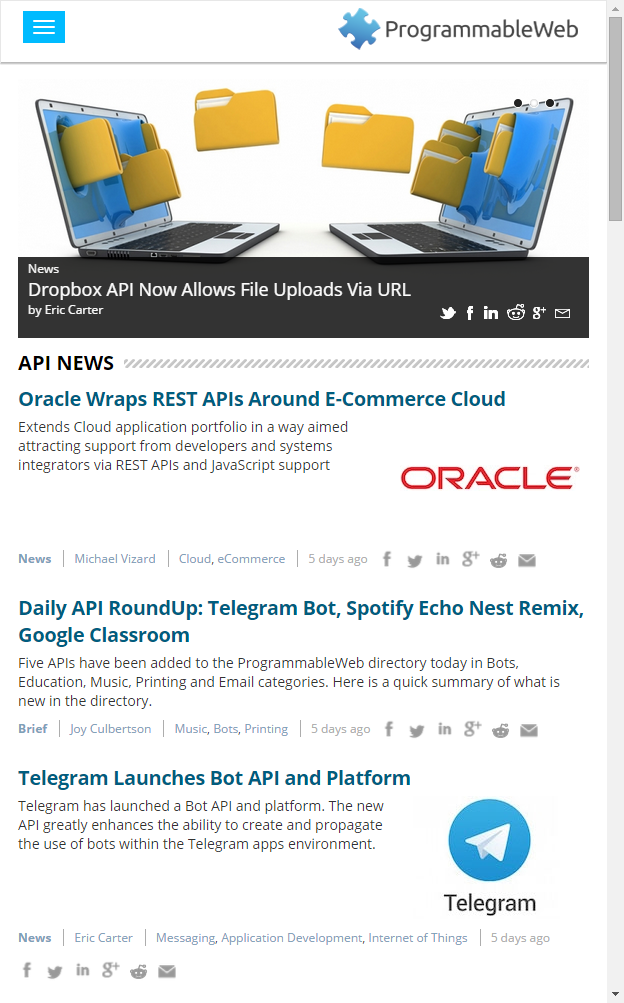 ProgrammableWeb
News
Dropbox API Now Allows File Uploads Via URL
by Eric Carter
API NEWS
Oracle Wraps REST APIs Around E-Commerce Cloud
Extends Cloud application portfolio in a way aimed
attracting support from developers and systems
integrators via REST APIs and JavaScript support
ORACLE®
News Michael Vizard Cloud, eCommerce 5 days ago
Daily API RoundUp: Telegram Bot, Spotify Echo Nest Remix,
Google Classroom
Five APIs have been added to the ProgrammableWeb directory today in Bots,
Education, Music, Printing and Email categories. Here is a quick summary of what is
new in the directory.
Brief Joy Culbertson Music, Bots, Printing 5 days ago
Telegram Launches Bot API and Platform
Telegram has launched a Bot API and platform. The new
API greatly enhances the ability to create and propagate
the use of bots within the Telegram apps environment.
Telegram
News Eric Carter Messaging, Application Development, Internet of Things 5 days ago